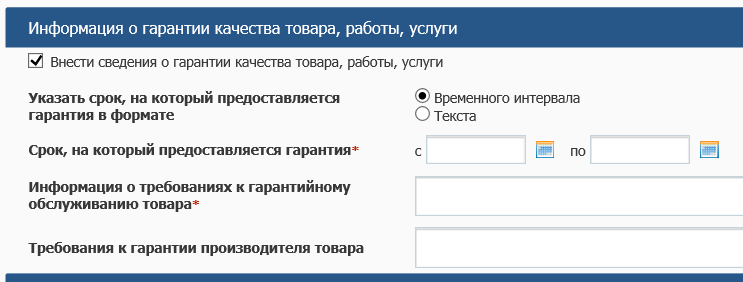 Информация о гарантии качества товара, работы, услуги
Внести сведения о гарантии качества товара, работы, услуги
Указать срок, на который предоставляется
гарантия в формате
Временного интервала
Текста
Срок, на который предоставляется гарантия*
с
по
Информация о требованиях к гарантийному
обслуживанию товара*
Требования к гарантии производителя товара